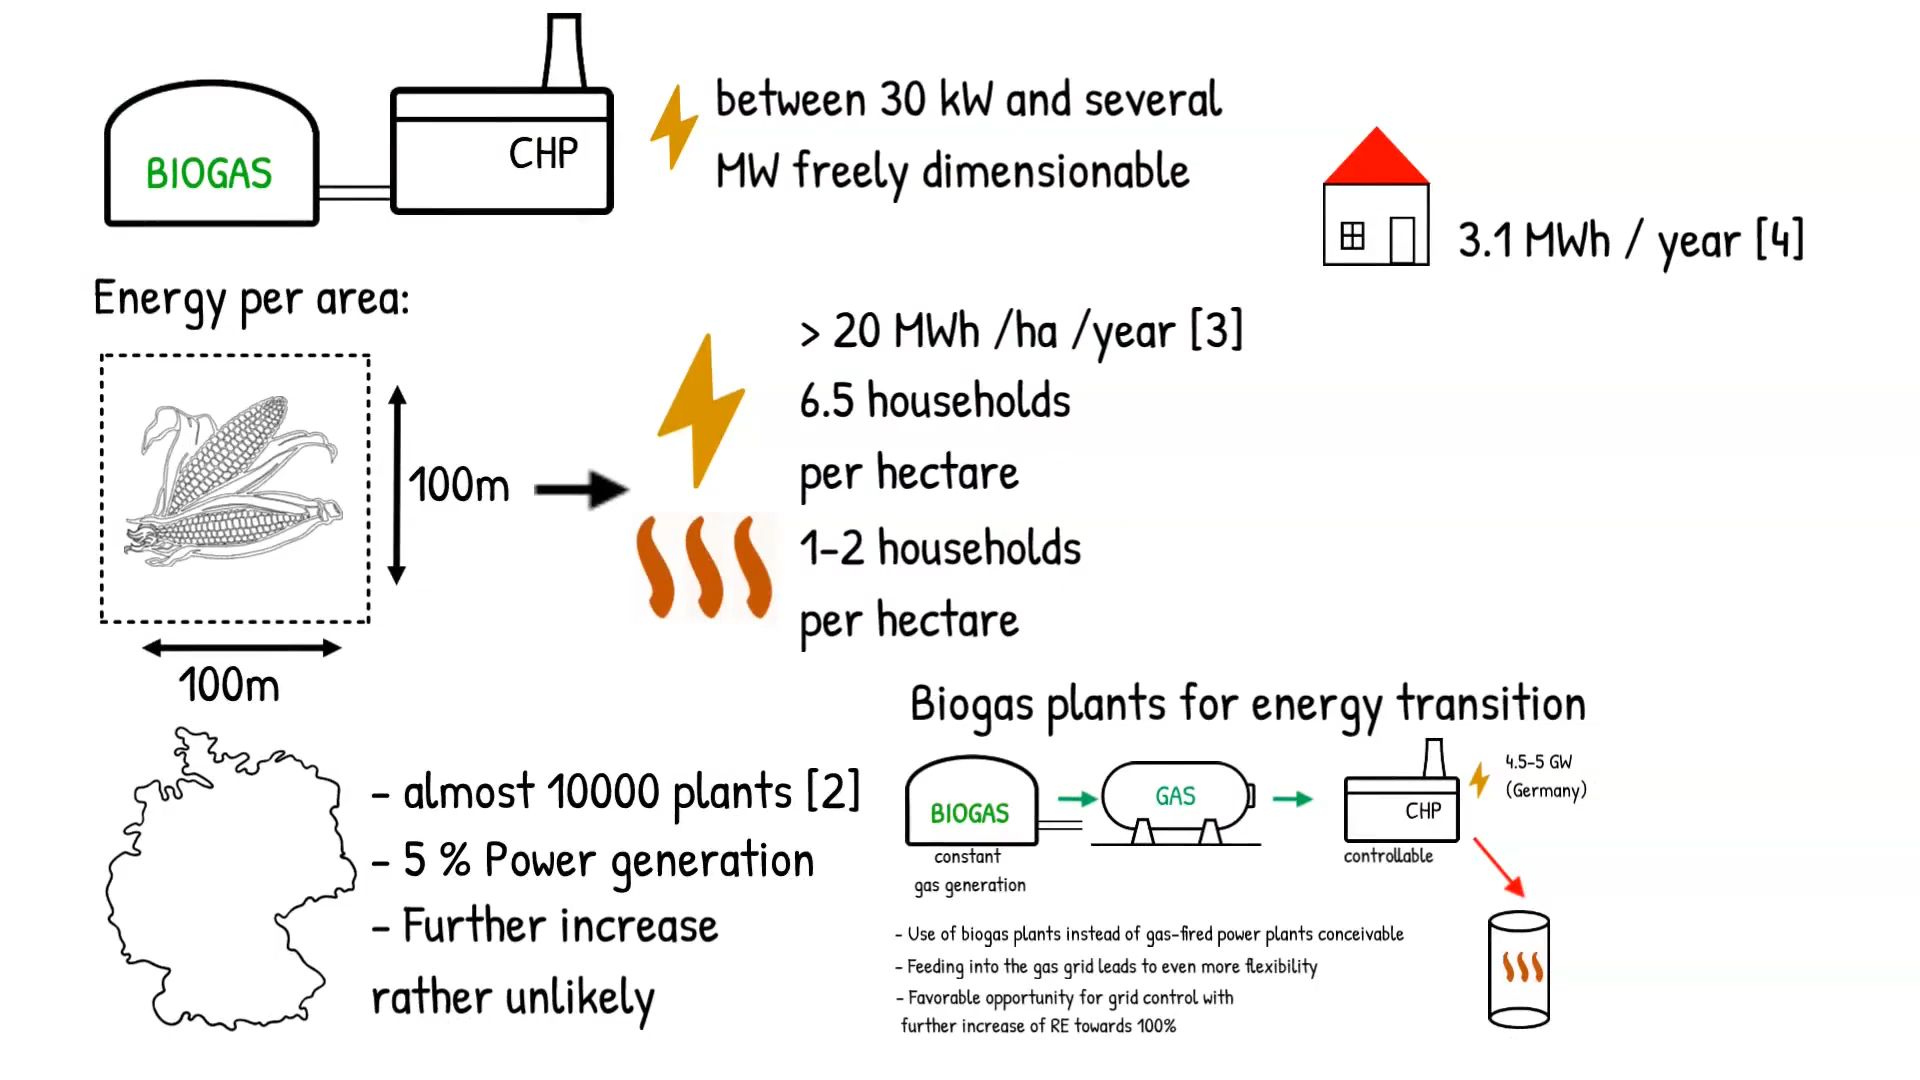 BIOGAS
CHP
between 30 kW and several
MW freely dimensionable
3.1 MWh / year [4]
Energy per area:
100m
100m
> 20 MWh /ha /year [3]
6.5 households
per hectare
1-2 households
per hectare
- almost 10000 plants [2]
- 5 % Power generation
- Further increase
rather unlikely
Biogas plants for energy transition
BIOGAS
constant
gas generation
GAS
CHP
controllable
4.5-5 GW
(Germany)
- Use of biogas plants instead of gas-fired power plants conceivable
- Feeding into the gas grid leads to even more flexibility
- Favorable opportunity for grid control with
further increase of RE towards 100%